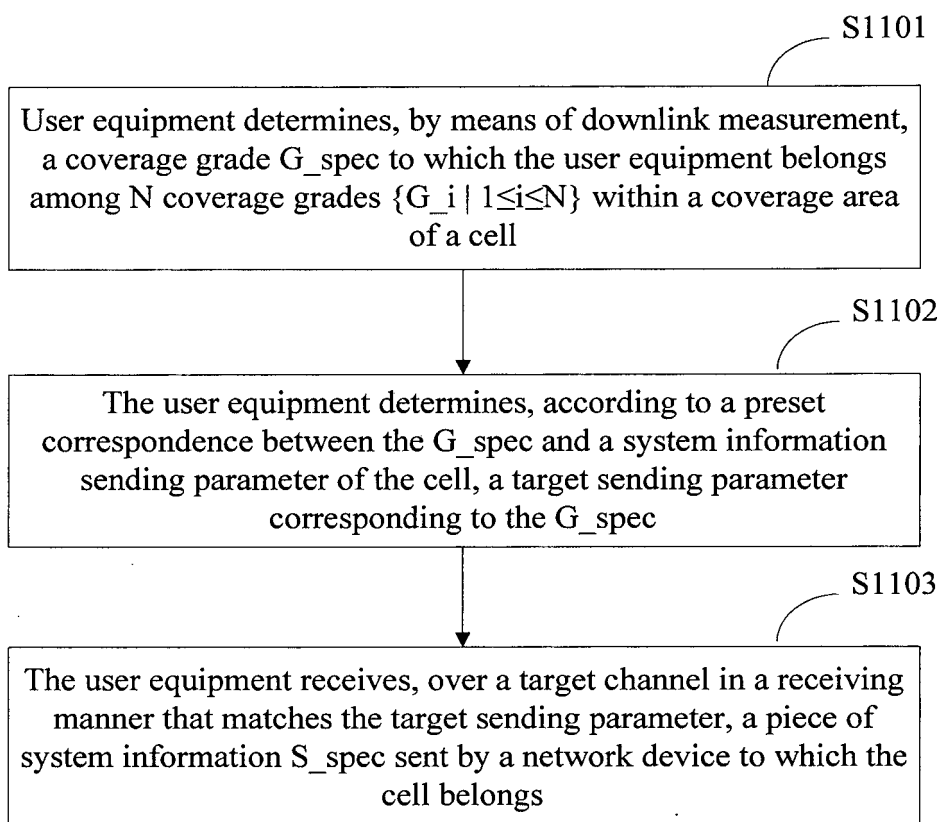 S1101
User equipment determines, by means of downlink measurement,
a coverage grade G_spec to which the user equipment belongs
among N coverage grades {G_i | 1≤i≤N} within a coverage area
of a cell
S1102
The user equipment determines, according to a preset
correspondence between the G_spec and a system information
sending parameter of the cell, a target sending parameter
corresponding to the G_spec
S1103
The user equipment receives, over a target channel in a receiving
manner that matches the target sending parameter, a piece of
system information S_spec sent by a network device to which the
cell belongs